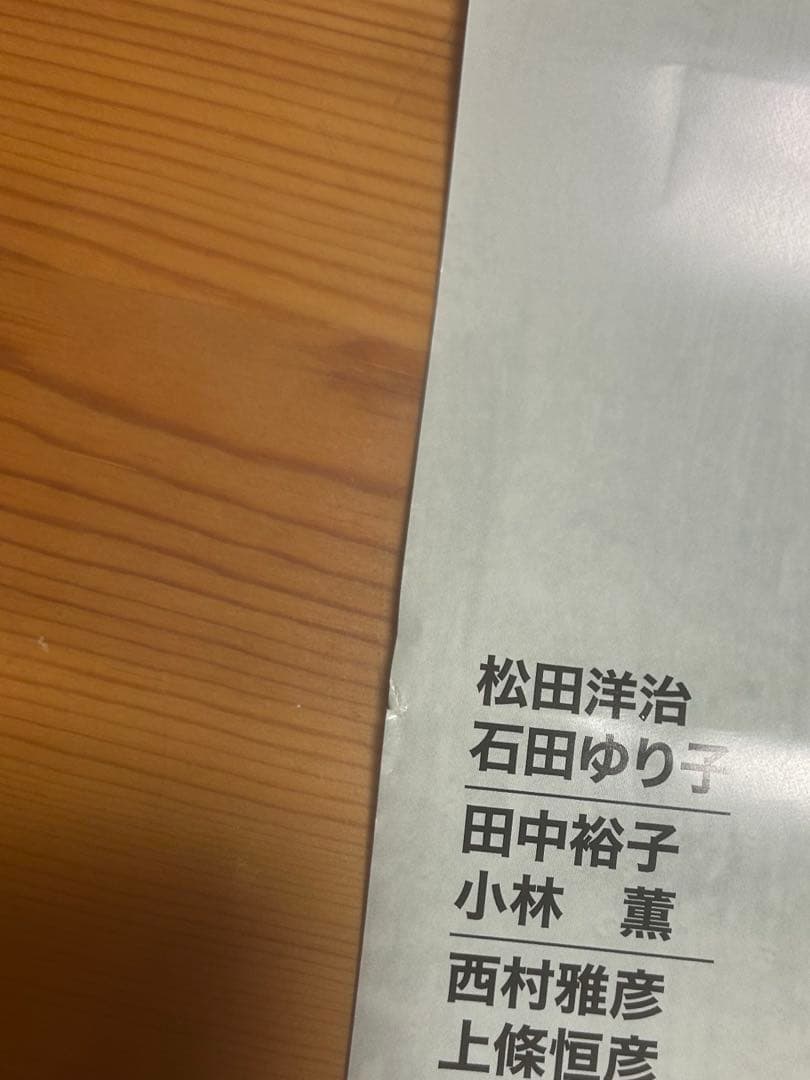 松田洋治
石田ゆり子
田中裕子
小林　薫
西村雅彦
上條恒彦